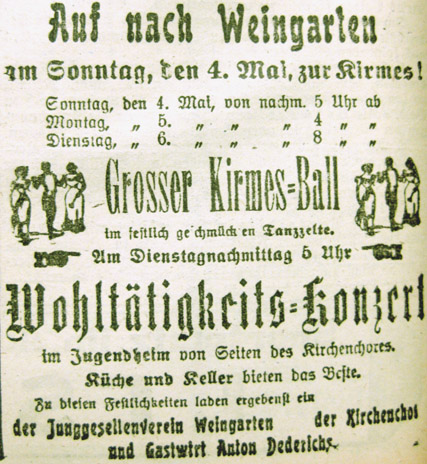 Auf nach Weingarten
am Sonntag, den 4. Mai, zur Kirmes!
Sonntag, den 4. Mai, von nachm. 5 Uhr ab
Montag, „ 5. „ „ „ 4 „ „
Dienstag, „ 6. „ „ „ 8 „ „
Grosser Kirmes=Ball
im festlich geschmückten Tanzzelte.
Am Dienstagnachmittag 5 Uhr
Wohltätigkeits=Konzert
im Jugendheim von Seiten des Kirchenchores.
Küche und Keller bieten das Beste.
Zu diesen Festlichkeiten laden ergebenst ein
der Junggesellenverein Weingarten der Kirchenchor
und Gastwirt Anton Dederichs.